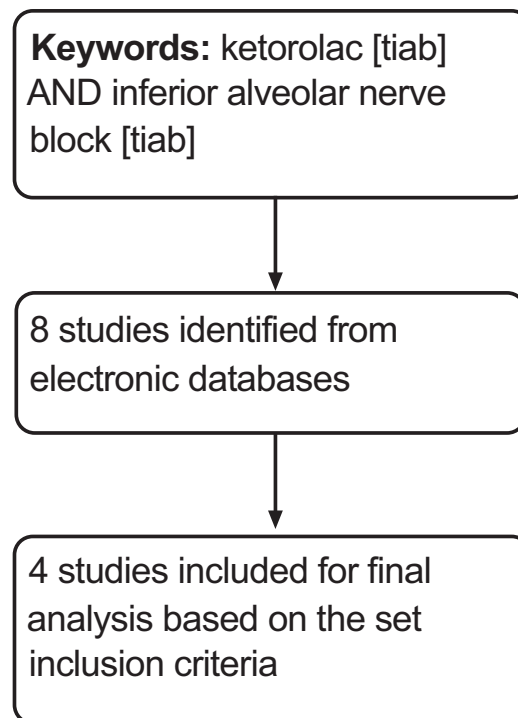 Keywords: ketorolac [tiab]
AND inferior alveolar nerve
block [tiab]
8 studies identified from
electronic databases
4 studies included for final
analysis based on the set
inclusion criteria